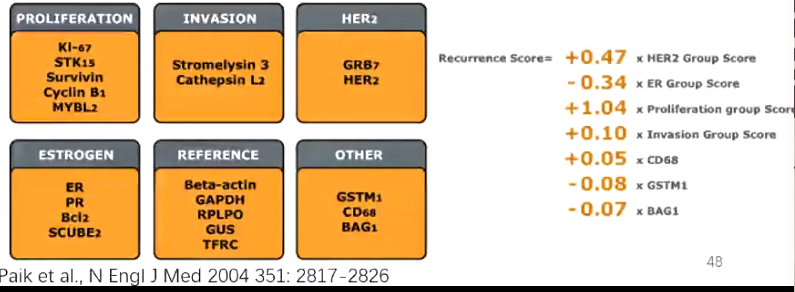 PROLIFERATION
Ki-67
STK15
Survivin
Cyclin B1
MYBL2
INVASION
Stromelysin 3
Cathepsin L2
HER2
GRB7
HER2
ESTROGEN
ER
PR
Bcl2
SCUBE2
REFERENCE
Beta-actin
GAPDH
RPLPO
GUS
TFRC
OTHER
GSTM1
CD68
BAG1
Recurrence Score= +0.47 x HER2 Group Score
- 0.34 x ER Group Score
+1.04 x Proliferation group Score
+0.10 x Invasion Group Score
+0.05 x CD68
- 0.08 x GSTM1
- 0.07 x BAG1
48
Paik et al., N Engl J Med 2004 351: 2817-2826